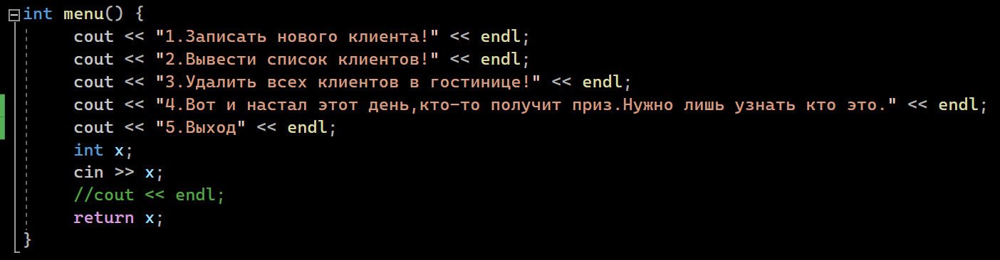 int menu() {
cout << "1.Записать нового клиента!" << endl;
cout << "2.Вывести список клиентов!" << endl;
cout << "3.Удалить всех клиентов в гостинице!" << endl;
cout << "4.Вот и настал этот день,кто-то получит приз.Нужно лишь узнать кто это." << endl;
cout << "5.Выход" << endl;
int x;
cin >> x;
//cout << endl;
return x;
}